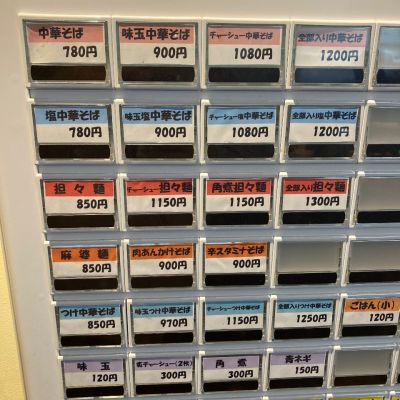 中華そば
780円
味玉中華そば
900円
チャーシュー中華そば
1080円
全部入り中華そば
1200円
塩中華そば
780円
味玉塩中華そば
900円
チャーシュー塩中華そば
1080円
全部入り塩中華そば
1200円
担々麺
850円
チャーシュー担々麺
1150円
角煮担々麺
1150円
全部入り担々麺
1300円
麻婆麺
850円
肉あんかけそば
900円
辛スタミナそば
900円
つけ中華そば
850円
味玉つけ中華そば
970円
チャーシューつけ中華そば
1150円
全部入りつけ中華そば
1250円
ごはん(小)
120円
味玉
120円
チャーシュー(2枚)
300円
角煮
300円
青ネギ
150円